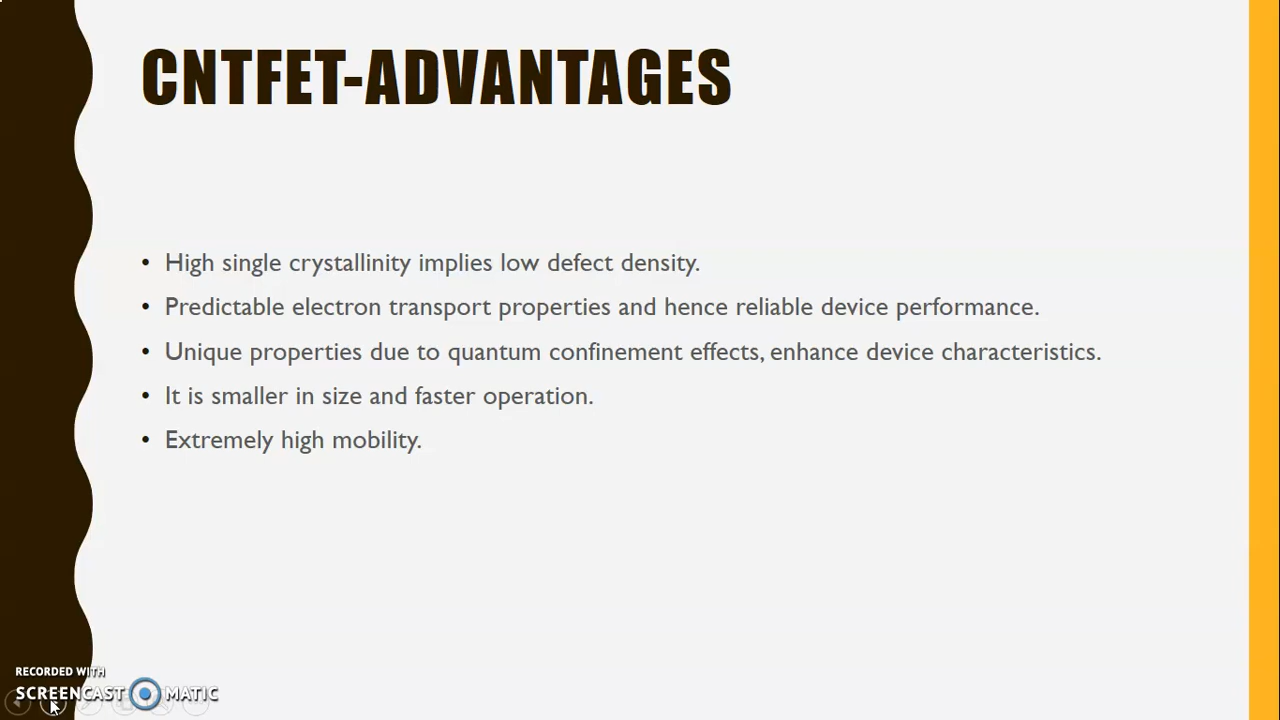 CNTFET-ADVANTAGES
• High single crystallinity implies low defect density.
• Predictable electron transport properties and hence reliable device performance.
• Unique properties due to quantum confinement effects, enhance device characteristics.
• It is smaller in size and faster operation.
• Extremely high mobility.
RECORDED WITH
SCREENCAST MATIC